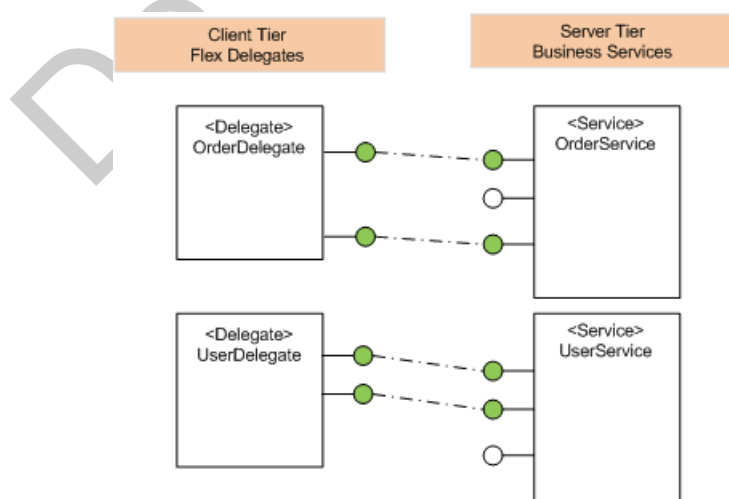 Client Tier
Flex Delegates
Server Tier
Business Services
<Delegate>
OrderDelegate
<Service>
OrderService
<Delegate>
UserDelegate
<Service>
UserService